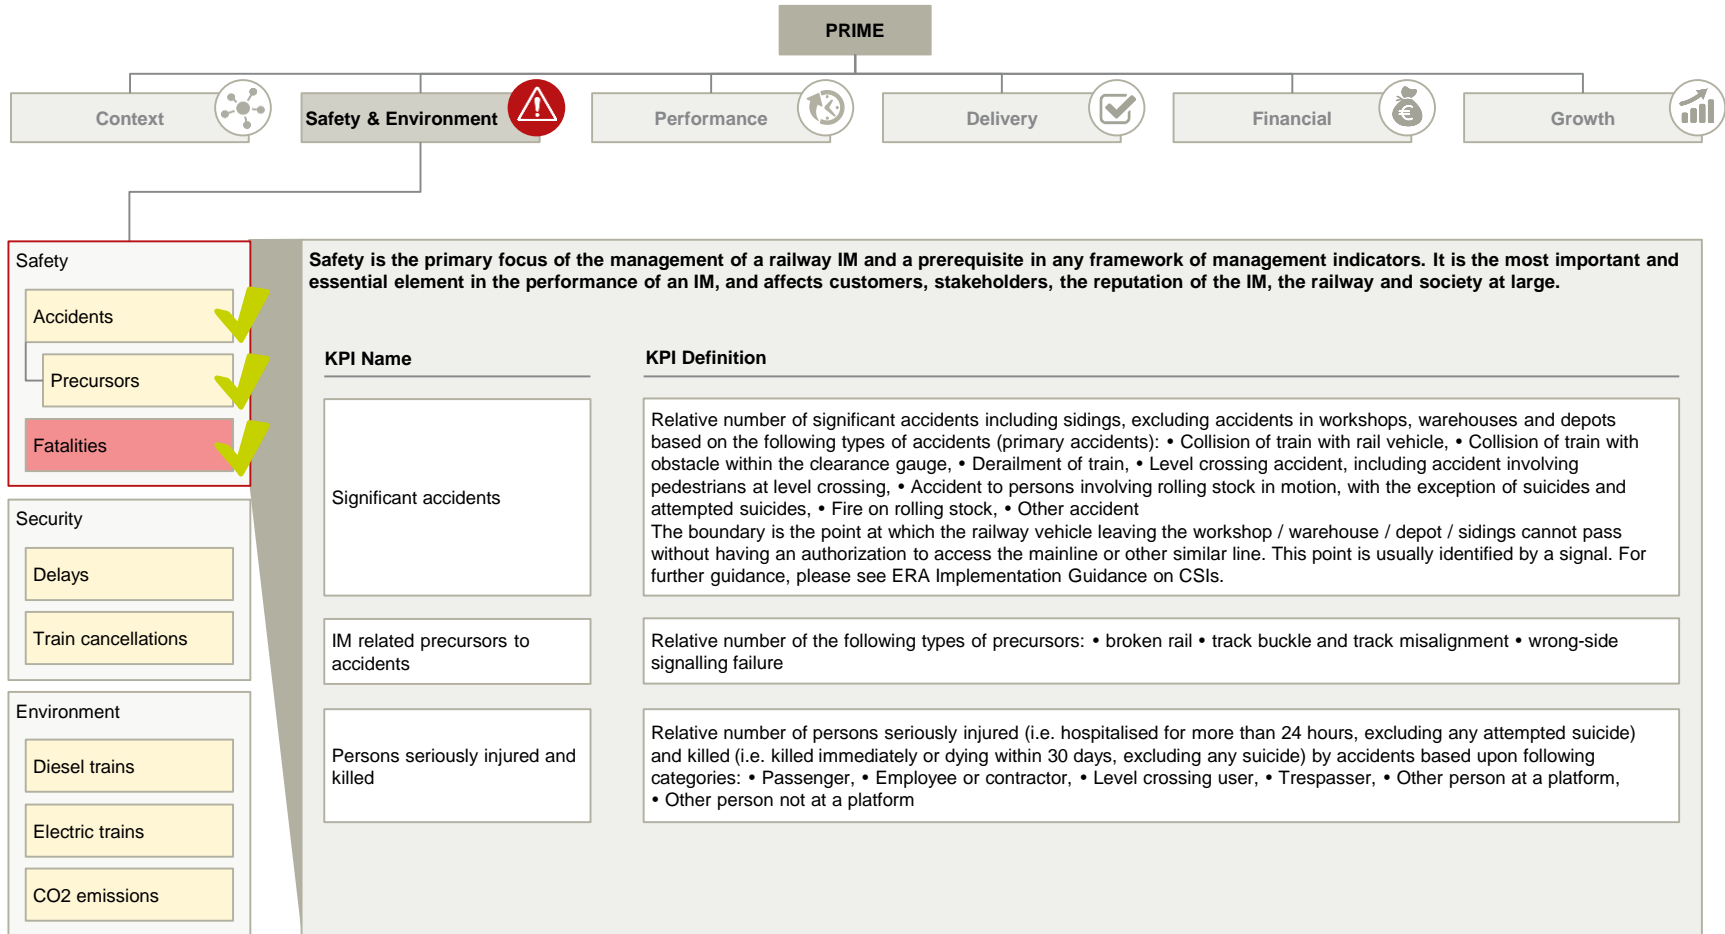 PRIME
Context
Safety & Environment
Performance
Delivery
Financial
Growth
Safety
Accidents
Precursors
Fatalities
Security
Delays
Train cancellations
Environment
Diesel trains
Electric trains
CO2 emissions
Safety is the primary focus of the management of a railway IM and a prerequisite in any framework of management indicators. It is the most important and
essential element in the performance of an IM, and affects customers, stakeholders, the reputation of the IM, the railway and society at large.
KPI Name
KPI Definition
Significant accidents
Relative number of significant accidents including sidings, excluding accidents in workshops, warehouses and depots
based on the following types of accidents (primary accidents): • Collision of train with rail vehicle, • Collision of train with
obstacle within the clearance gauge, • Derailment of train, • Level crossing accident, including accident involving
pedestrians at level crossing, • Accident to persons involving rolling stock in motion, with the exception of suicides and
attempted suicides, • Fire on rolling stock, • Other accident
The boundary is the point at which the railway vehicle leaving the workshop / warehouse / depot / sidings cannot pass
without having an authorization to access the mainline or other similar line. This point is usually identified by a signal. For
further guidance, please see ERA Implementation Guidance on CSIs.
IM related precursors to
accidents
Relative number of the following types of precursors: • broken rail • track buckle and track misalignment • wrong-side
signalling failure
Persons seriously injured and
killed
Relative number of persons seriously injured (i.e. hospitalised for more than 24 hours, excluding any attempted suicide)
and killed (i.e. killed immediately or dying within 30 days, excluding any suicide) by accidents based upon following
categories: • Passenger, • Employee or contractor, • Level crossing user, • Trespasser, • Other person at a platform,
• Other person not at a platform